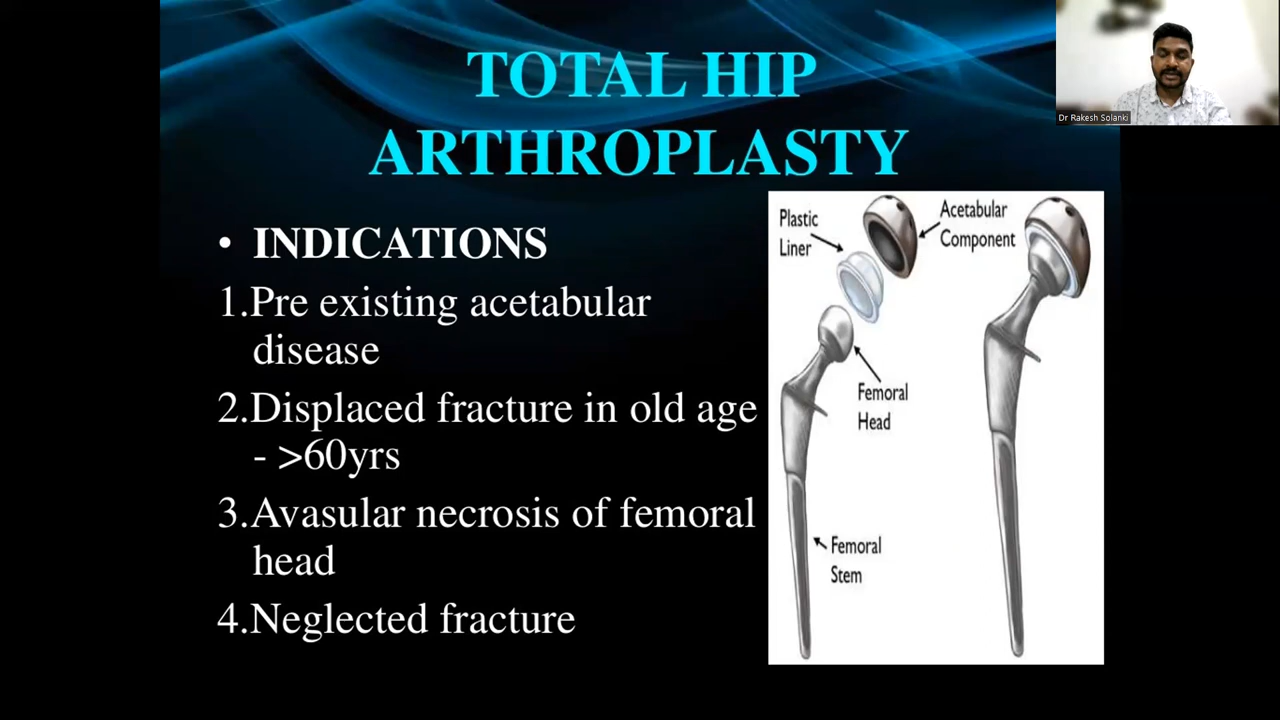 TOTAL HIP
ARTHROPLASTY
• INDICATIONS
1.Pre existing acetabular
disease
2.Displaced fracture in old age
- >60yrs
3.Avasular necrosis of femoral
head
4.Neglected fracture
Plastic
Liner
Acetabular
Component
Femoral
Head
Femoral
Stem
Dr Rakesh Solanki